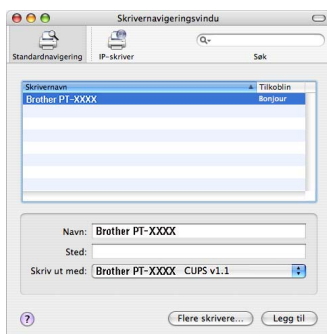 Skrivernavigeringsvindu
Standardnavigering IP-skriver Søk
Skrivernavn Tilkoblin
Brother PT-XXXX Bonjour
Navn: Brother PT-XXXX
Sted:
Skriv ut med: Brother PT-XXXX CUPS v1.1
? Flere skrivere... Legg til